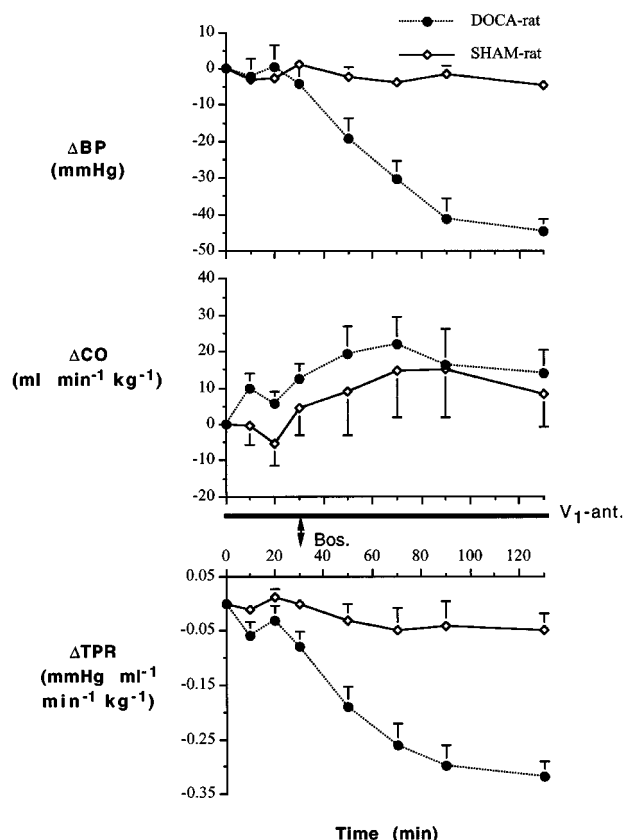 DOCA-rat
SHAM-rat
10
0
-10
-20
-30
-40
-50
ΔBP
(mmHg)
40
30
20
10
0
-10
-20
ΔCO
(ml min⁻¹ kg⁻¹)
V₁-ant.
Bos.
0 20 40 60 80 100 120
0.05
-0.05
-0.15
-0.25
-0.35
ΔTPR
(mmHg ml⁻¹
min⁻¹ kg⁻¹)
Time (min)